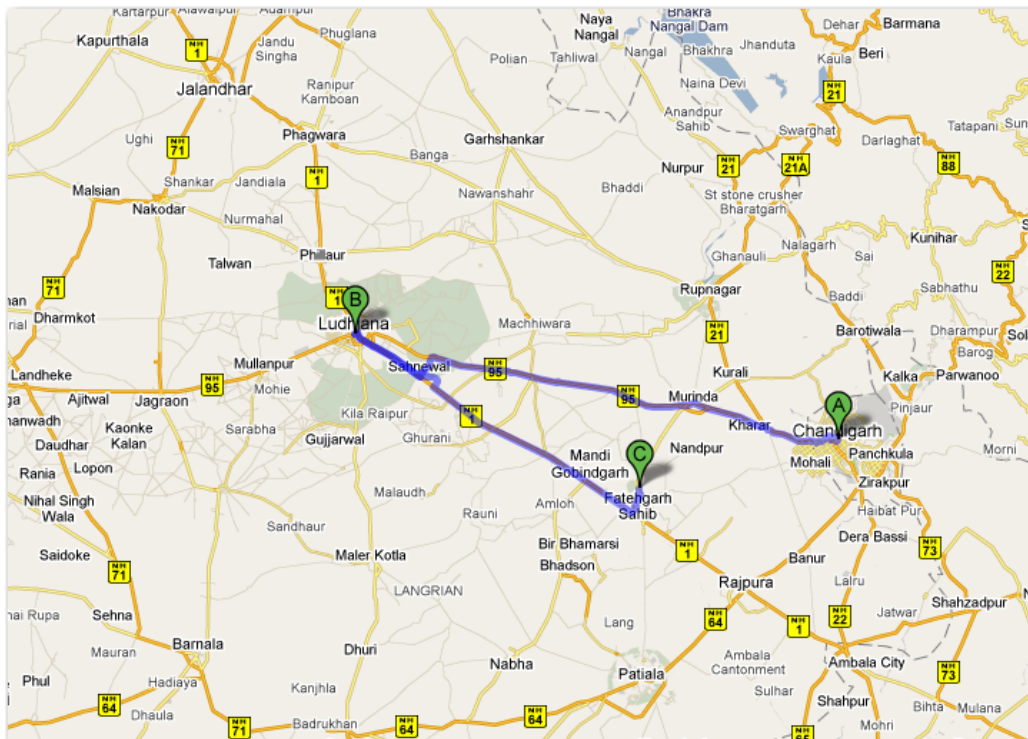 Kartarpur
Alawalpur
Adampur
Kapurthala
NH
1
Jandu
Singha
Phuglana
Jalandhar
Ranipur
Kamboan
Polian
Tahliwal
Naya
Nangal
Bhakra
Nangal Dam
Nangal
Bhakhra
Jhanduta
Naina Devi
Dehar
Kaula
Barmana
Beri
NH
21
Ughi
NH
71
Phagwara
Garhshankar
Anandpur
Sahib
Swarghat
Darlaghat
Tatapani
Malsian
Shankar
Jandiala
NH
1
Banga
Nawanshahr
Bhaddi
Nurpur
NH
21
NH
21A
NH
88
Nakodar
Nurmahal
St stone crusher
Bharatgarh
Nalagarh
Kunihar
Sai
Talwan
Phillaur
Ghanauli
NH
22
NH
71
Dharmkot
NH
1
B
Ludhiana
Machhiwara
Rupnagar
Baddi
Sabhathu
NH
21
Barotiwala
Dharampur
Barog
Mullanpur
Sahnewal
NH
95
Kurali
Kalka
Parwanoo
Landheke
NH
95
Mohie
NH
95
Murinda
A
Pinjaur
Ajitwal
Jagraon
Kila Raipur
NH
1
Kharar
Chandigarh
Kaonke
Kalan
Sarabha
Gujjarwal
Ghurani
C
Nandpur
Mohali
Panchkula
Morni
Daudhar
Lopon
Rania
Mandi
Gobindgarh
Zirakpur
Nihal Singh
Wala
Malaudh
Rauni
Amloh
Fatehgarh
Sahib
Haibat Pur
Sandhaur
Bir Bhamarsi
NH
1
Dera Bassi
NH
73
Saidoke
NH
71
Maler Kotla
Bhadson
Banur
LANGRIAN
Rajpura
Lalru
Sehna
Lang
NH
64
NH
1
NH
22
Jatwar
Shahzadpur
Mauran
Barnala
Dhuri
Nabha
Ambala
Cantonment
Ambala City
Phul
Hadiaya
Kanjhla
Patiala
Sulhar
Shahpur
NH
73
NH
64
Dhaula
NH
71
Badrukhan
NH
64
NH
64
Bihta
Mulana
Mohri